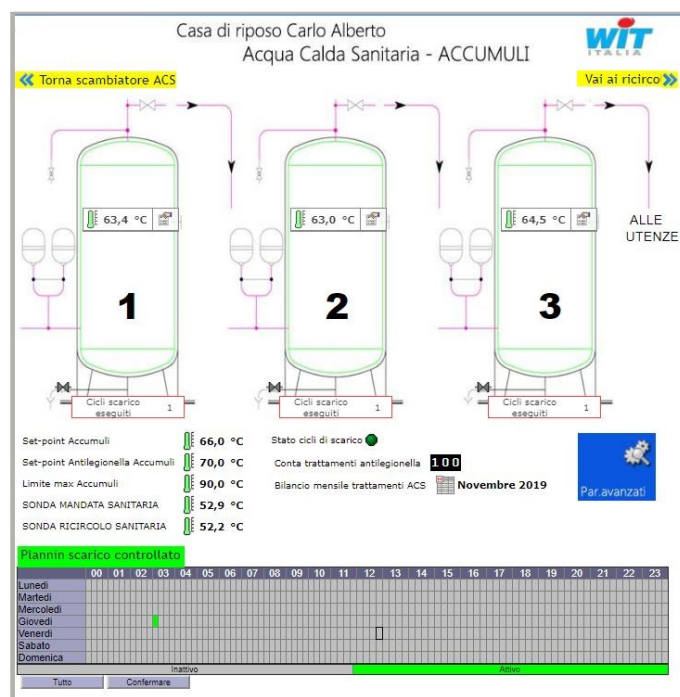 Casa di riposo Carlo Alberto
Acqua Calda Sanitaria - ACCUMULI
WIT
ITALIA
Torna scambiatore ACS
Vai ai ricirco
63,4 °C
63,0 °C
64,5 °C
ALLE
UTENZE
1
2
3
Cicli scarico
eseguiti 1
Cicli scarico
eseguiti 1
Cicli scarico
eseguiti 1
Set-point Accumuli 66,0 °C
Stato cicli di scarico
Set-point Antilegionella Accumuli 70,0 °C
Conta trattamenti antilegionella 100
Limite max Accumuli 90,0 °C
Bilancio mensile trattamenti ACS Novembre 2019
SONDA MANDATA SANITARIA 52,9 °C
SONDA RICIRCOLO SANITARIA 52,2 °C
Par.avanzati
Plannin scarico controllato
00 01 02 03 04 05 06 07 08 09 10 11 12 13 14 15 16 17 18 19 20 21 22 23
Lunedi
Martedi
Mercoledi
Giovedi
Venerdi
Sabato
Domenica
Inattivo
Attivo
Tutto
Confermare